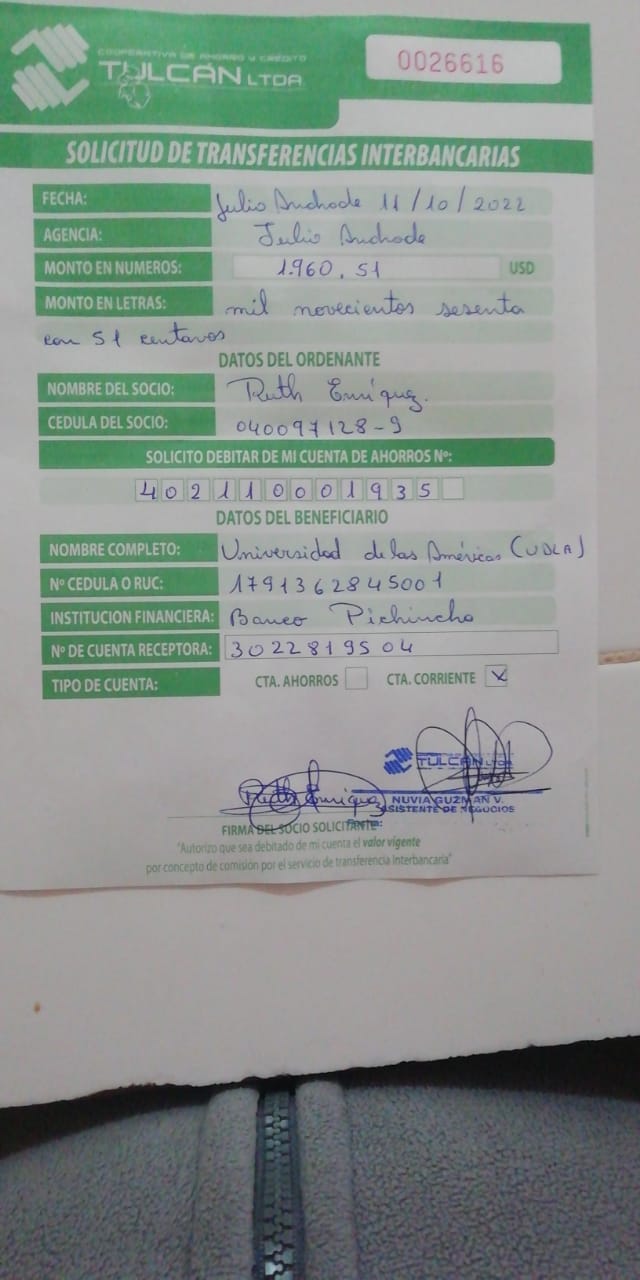 COOPERATIVA DE AHORRO Y CRÉDITO
TULCÁN LTDA.
0026616
SOLICITUD DE TRANSFERENCIAS INTERBANCARIAS
FECHA: Julio Andrade 11/10/2022
AGENCIA: Julio Andrade
MONTO EN NUMEROS: 1.960,51 USD
MONTO EN LETRAS: mil novecientos sesenta
con 51 centavos
DATOS DEL ORDENANTE
NOMBRE DEL SOCIO: Ruth Enríquez.
CEDULA DEL SOCIO: 040097128-9
SOLICITO DEBITAR DE MI CUENTA DE AHORROS Nº:
402110001935
DATOS DEL BENEFICIARIO
NOMBRE COMPLETO: Universidad de las Américas (UDLA)
Nº CEDULA O RUC: 1791362845001
INSTITUCION FINANCIERA: Banco Pichincha
Nº DE CUENTA RECEPTORA: 3022819504
TIPO DE CUENTA: CTA. AHORROS CTA. CORRIENTE X
TULCÁN LTDA
Ruth Enríquez
NUVIA GUZMÁN V.
ASISTENTE DE NEGOCIOS
FIRMA DEL SOCIO SOLICITANTE
"Autorizo que sea debitado de mi cuenta el valor vigente
por concepto de comisión por el servicio de transferencia Interbancaria"